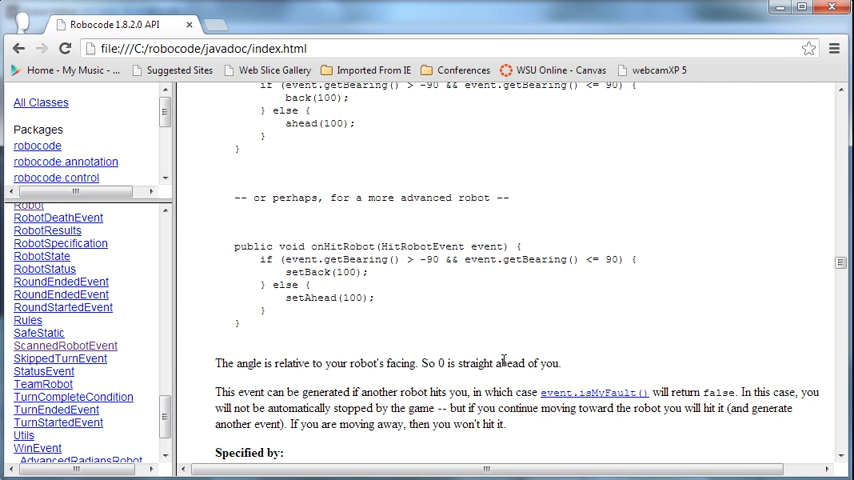 Robocode 1.8.2.0 API
file:///C:/robocode/javadoc/index.html
Home - My Music - ...
Suggested Sites
Web Slice Gallery
Imported From IE
Conferences
WSU Online - Canvas
webcamXP 5
All Classes
Packages
robocode
robocode.annotation
robocode.control
Robot
RobotDeathEvent
RobotResults
RobotSpecification
RobotState
RobotStatus
RoundEndedEvent
RoundEndedEvent
RoundStartedEvent
Rules
SafeStatic
ScannedRobotEvent
SkippedTurnEvent
StatusEvent
TeamRobot
TurnCompleteCondition
TurnEndedEvent
TurnStartedEvent
Utils
WinEvent
_AdvancedRadiansRobot
if (event.getBearing() > -90 && event.getBearing() <= 90) {
back(100);
} else {
ahead(100);
}
}
-- or perhaps, for a more advanced robot --
public void onHitRobot(HitRobotEvent event) {
if (event.getBearing() > -90 && event.getBearing() <= 90) {
setBack(100);
} else {
setAhead(100);
}
}
The angle is relative to your robot's facing. So 0 is straight ahead of you.
This event can be generated if another robot hits you, in which case event.isMyFault() will return false. In this case, you
will not be automatically stopped by the game -- but if you continue moving toward the robot you will hit it (and generate
another event). If you are moving away, then you won't hit it.
Specified by: